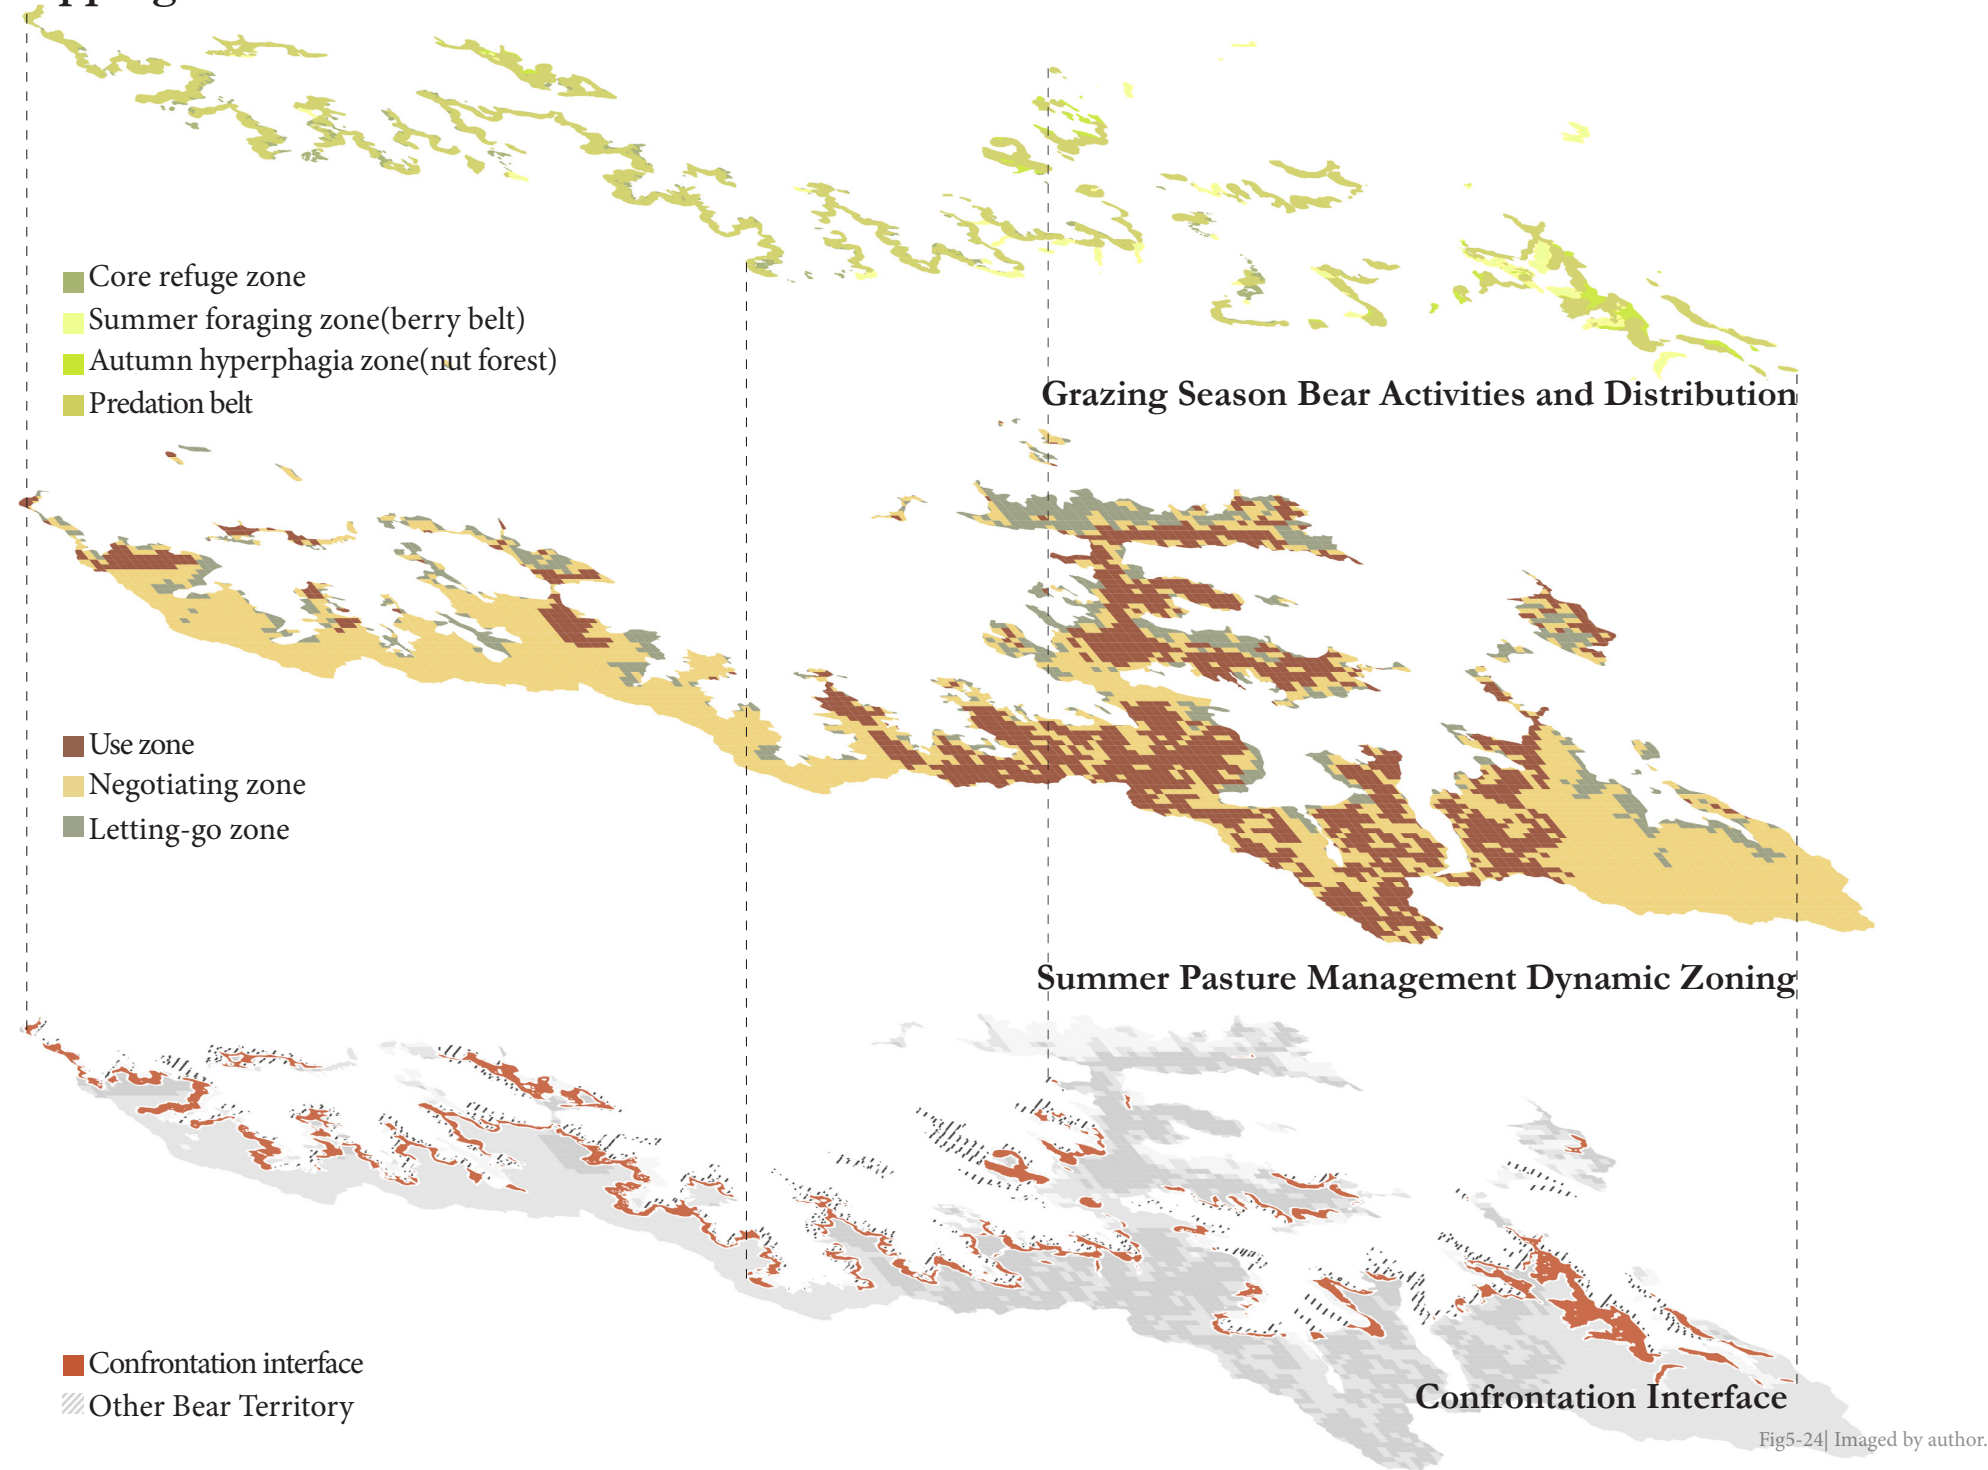 Core refuge zone
Summer foraging zone(berry belt)
Autumn hyperphagia zone(nut forest)
Predation belt
Grazing Season Bear Activities and Distribution
Use zone
Negotiating zone
Letting-go zone
Summer Pasture Management Dynamic Zoning
Confrontation interface
Other Bear Territory
Confrontation Interface
Fig5-24| Imaged by author.